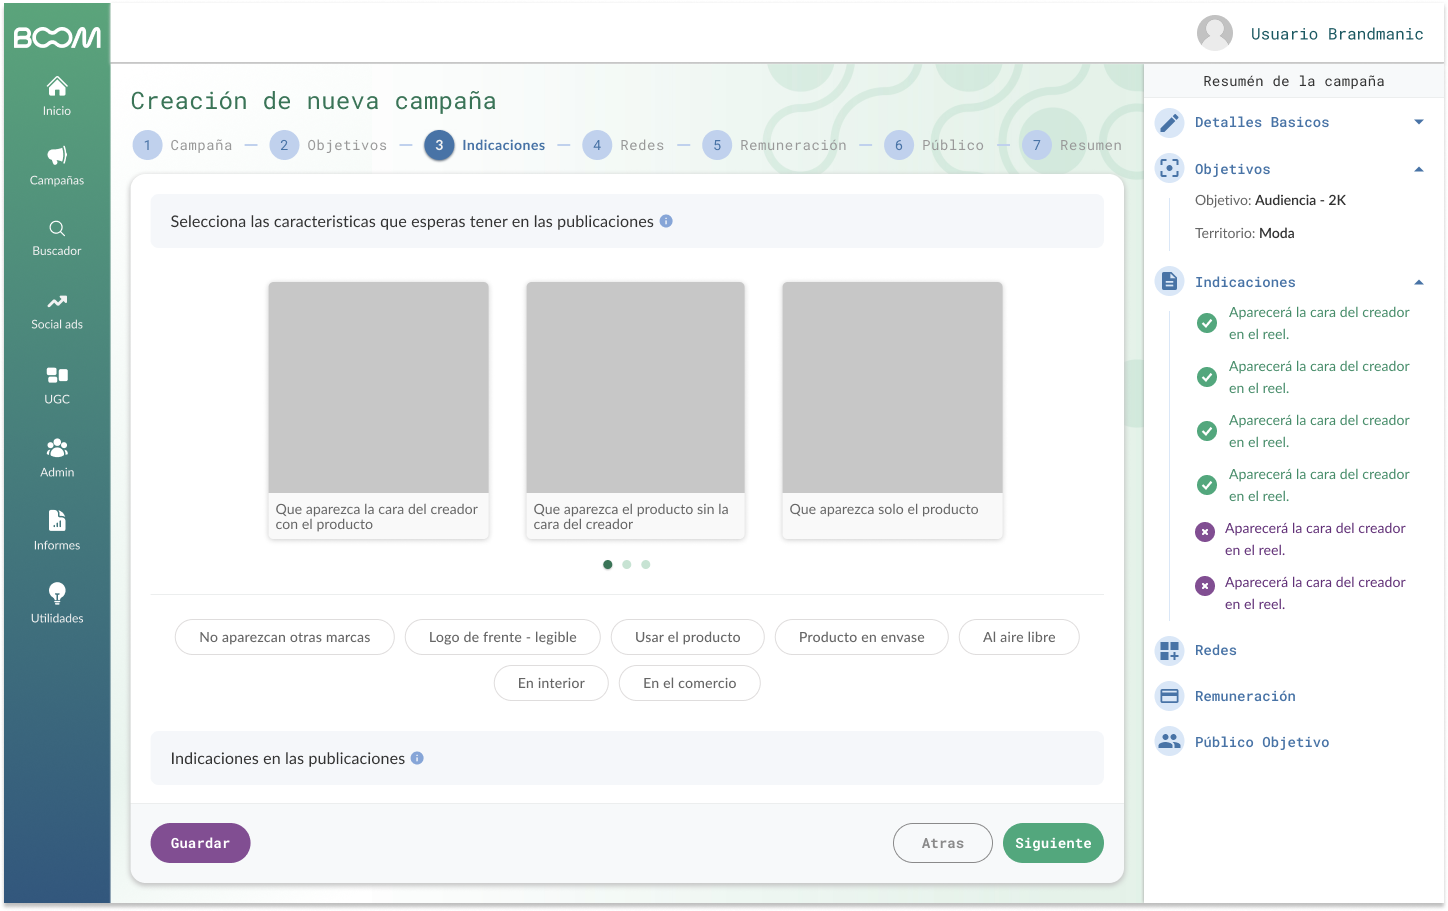 BOOM
Inicio
Campañas
Buscador
Social ads
UGC
Admin
Informes
Utilidades
Usuario Brandmanic
Creación de nueva campaña
1 Campaña
2 Objetivos
3 Indicaciones
4 Redes
5 Remuneración
6 Público
7 Resumen
Selecciona las caracteristicas que esperas tener en las publicaciones
Que aparezca la cara del creador
con el producto
Que aparezca el producto sin la
cara del creador
Que aparezca solo el producto
No aparezcan otras marcas
Logo de frente - legible
Usar el producto
Producto en envase
Al aire libre
En interior
En el comercio
Indicaciones en las publicaciones
Guardar
Atras
Siguiente
Resumén de la campaña
Detalles Basicos
Objetivos
Objetivo: Audiencia - 2K
Territorio: Moda
Indicaciones
Aparecerá la cara del creador
en el reel.
Aparecerá la cara del creador
en el reel.
Aparecerá la cara del creador
en el reel.
Aparecerá la cara del creador
en el reel.
Aparecerá la cara del creador
en el reel.
Aparecerá la cara del creador
en el reel.
Redes
Remuneración
Público Objetivo